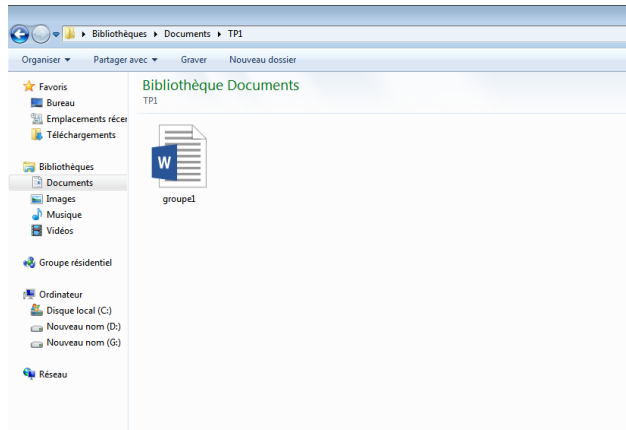 Bibliothèques ▸ Documents ▸ TP1
Organiser Partager avec Graver Nouveau dossier
Favoris
Bureau
Emplacements récer
Téléchargements
Bibliothèques
Documents
Images
Musique
Vidéos
Groupe résidentiel
Ordinateur
Disque local (C:)
Nouveau nom (D:)
Nouveau nom (G:)
Réseau
Bibliothèque Documents
TP1
W
groupe1